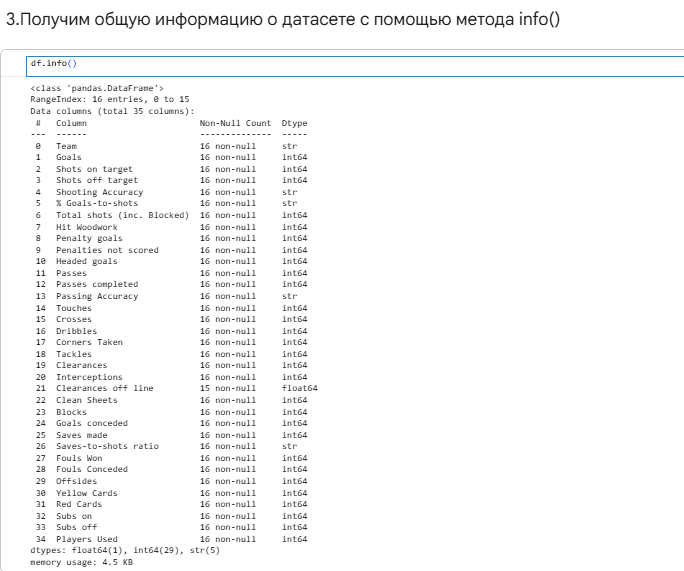 3.Получим общую информацию о датасете с помощью метода info()
df.info()
<class 'pandas.DataFrame'>
RangeIndex: 16 entries, 0 to 15
Data columns (total 35 columns):
 #   Column                      Non-Null Count  Dtype
---  ------                      --------------  -----
 0   Team                        16 non-null     str
 1   Goals                       16 non-null     int64
 2   Shots on target             16 non-null     int64
 3   Shots off target            16 non-null     int64
 4   Shooting Accuracy           16 non-null     str
 5   % Goals-to-shots            16 non-null     str
 6   Total shots (inc. Blocked)  16 non-null     int64
 7   Hit Woodwork                16 non-null     int64
 8   Penalty goals               16 non-null     int64
 9   Penalties not scored        16 non-null     int64
 10  Headed goals                16 non-null     int64
 11  Passes                      16 non-null     int64
 12  Passes completed            16 non-null     int64
 13  Passing Accuracy            16 non-null     str
 14  Touches                     16 non-null     int64
 15  Crosses                     16 non-null     int64
 16  Dribbles                    16 non-null     int64
 17  Corners Taken               16 non-null     int64
 18  Tackles                     16 non-null     int64
 19  Clearances                  16 non-null     int64
 20  Interceptions               16 non-null     int64
 21  Clearances off line         15 non-null     float64
 22  Clean Sheets                16 non-null     int64
 23  Blocks                      16 non-null     int64
 24  Goals conceded              16 non-null     int64
 25  Saves made                  16 non-null     int64
 26  Saves-to-shots ratio        16 non-null     str
 27  Fouls Won                   16 non-null     int64
 28  Fouls Conceded              16 non-null     int64
 29  Offsides                    16 non-null     int64
 30  Yellow Cards                16 non-null     int64
 31  Red Cards                   16 non-null     int64
 32  Subs on                     16 non-null     int64
 33  Subs off                    16 non-null     int64
 34  Players Used                16 non-null     int64
dtypes: float64(1), int64(29), str(5)
memory usage: 4.5 KB